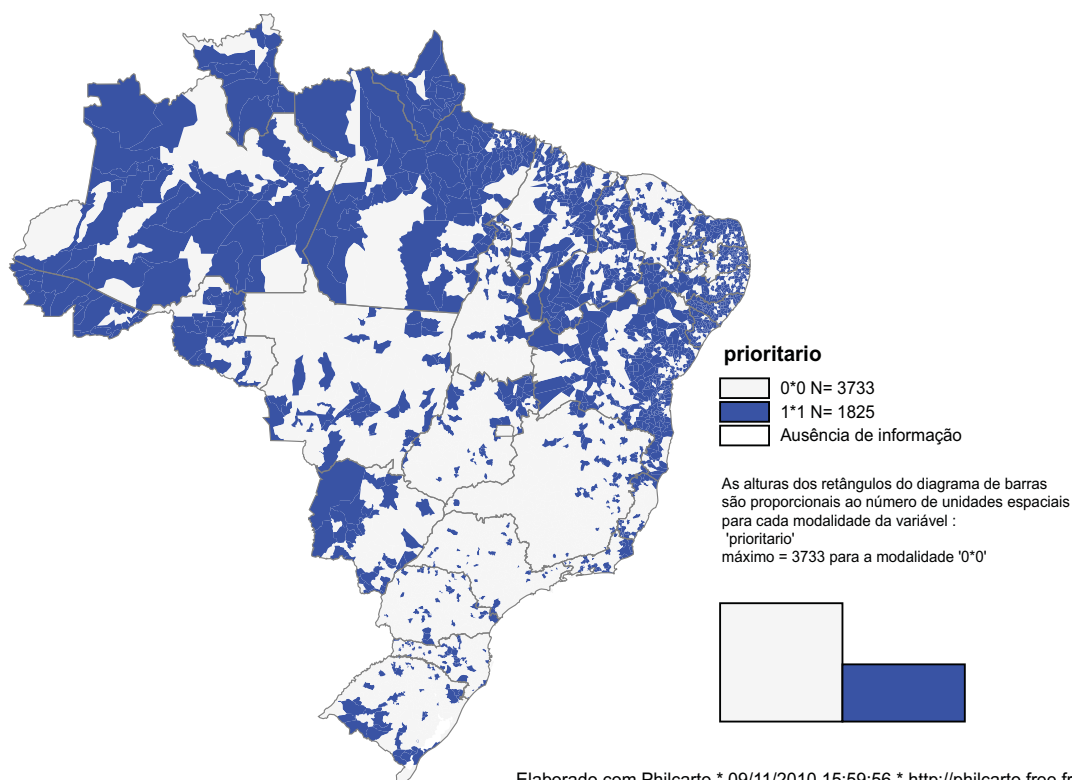 prioritario
0*0 N= 3733
1*1 N= 1825
Ausência de informação
As alturas dos retângulos do diagrama de barras
são proporcionais ao número de unidades espaciais
para cada modalidade da variável :
'prioritario'
máximo = 3733 para a modalidade '0*0'
Elaborado com Philcarto * 09/11/2010 15:59:56 * http://philcarto.free.fr